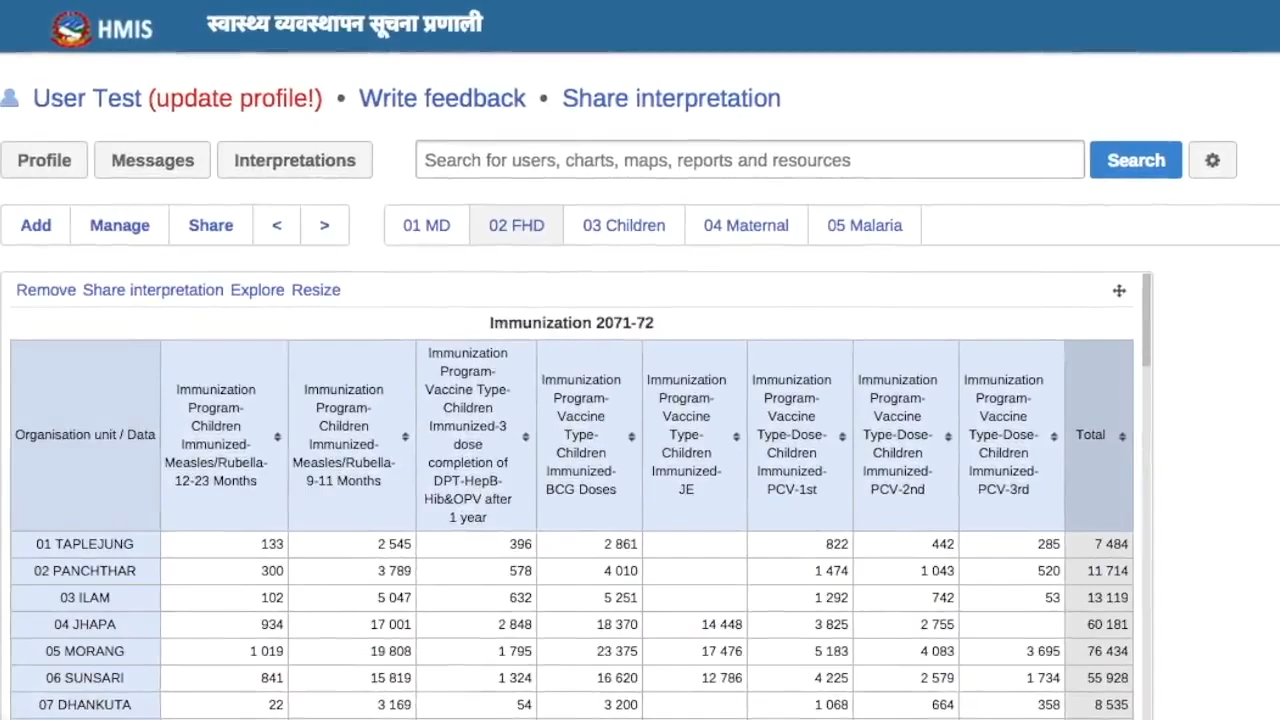 HMIS स्वास्थ्य व्यवस्थापन सूचना प्रणाली
User Test (update profile!) • Write feedback • Share interpretation
Profile Messages Interpretations Search for users, charts, maps, reports and resources Search
Add Manage Share < > 01 MD 02 FHD 03 Children 04 Maternal 05 Malaria
Remove Share interpretation Explore Resize
Immunization 2071-72
Organisation unit / Data
Immunization
Program-
Children
Immunized-
Measles/Rubella-
12-23 Months
Immunization
Program-
Children
Immunized-
Measles/Rubella-
9-11 Months
Immunization
Program-
Vaccine Type-
Children
Immunized-3
dose
completion of
DPT-HepB-
Hib&OPV after
1 year
Immunization
Program-
Vaccine
Type-
Children
Immunized-
BCG Doses
Immunization
Program-
Vaccine
Type-
Children
Immunized-
JE
Immunization
Program-
Vaccine
Type-Dose-
Children
Immunized-
PCV-1st
Immunization
Program-
Vaccine
Type-Dose-
Children
Immunized-
PCV-2nd
Immunization
Program-
Vaccine
Type-Dose-
Children
Immunized-
PCV-3rd
Total
01 TAPLEJUNG 133 2 545 396 2 861 822 442 285 7 484
02 PANCHTHAR 300 3 789 578 4 010 1 474 1 043 520 11 714
03 ILAM 102 5 047 632 5 251 1 292 742 53 13 119
04 JHAPA 934 17 001 2 848 18 370 14 448 3 825 2 755 60 181
05 MORANG 1 019 19 808 1 795 23 375 17 476 5 183 4 083 3 695 76 434
06 SUNSARI 841 15 819 1 324 16 620 12 786 4 225 2 579 1 734 55 928
07 DHANKUTA 22 3 169 54 3 200 1 068 664 358 8 535